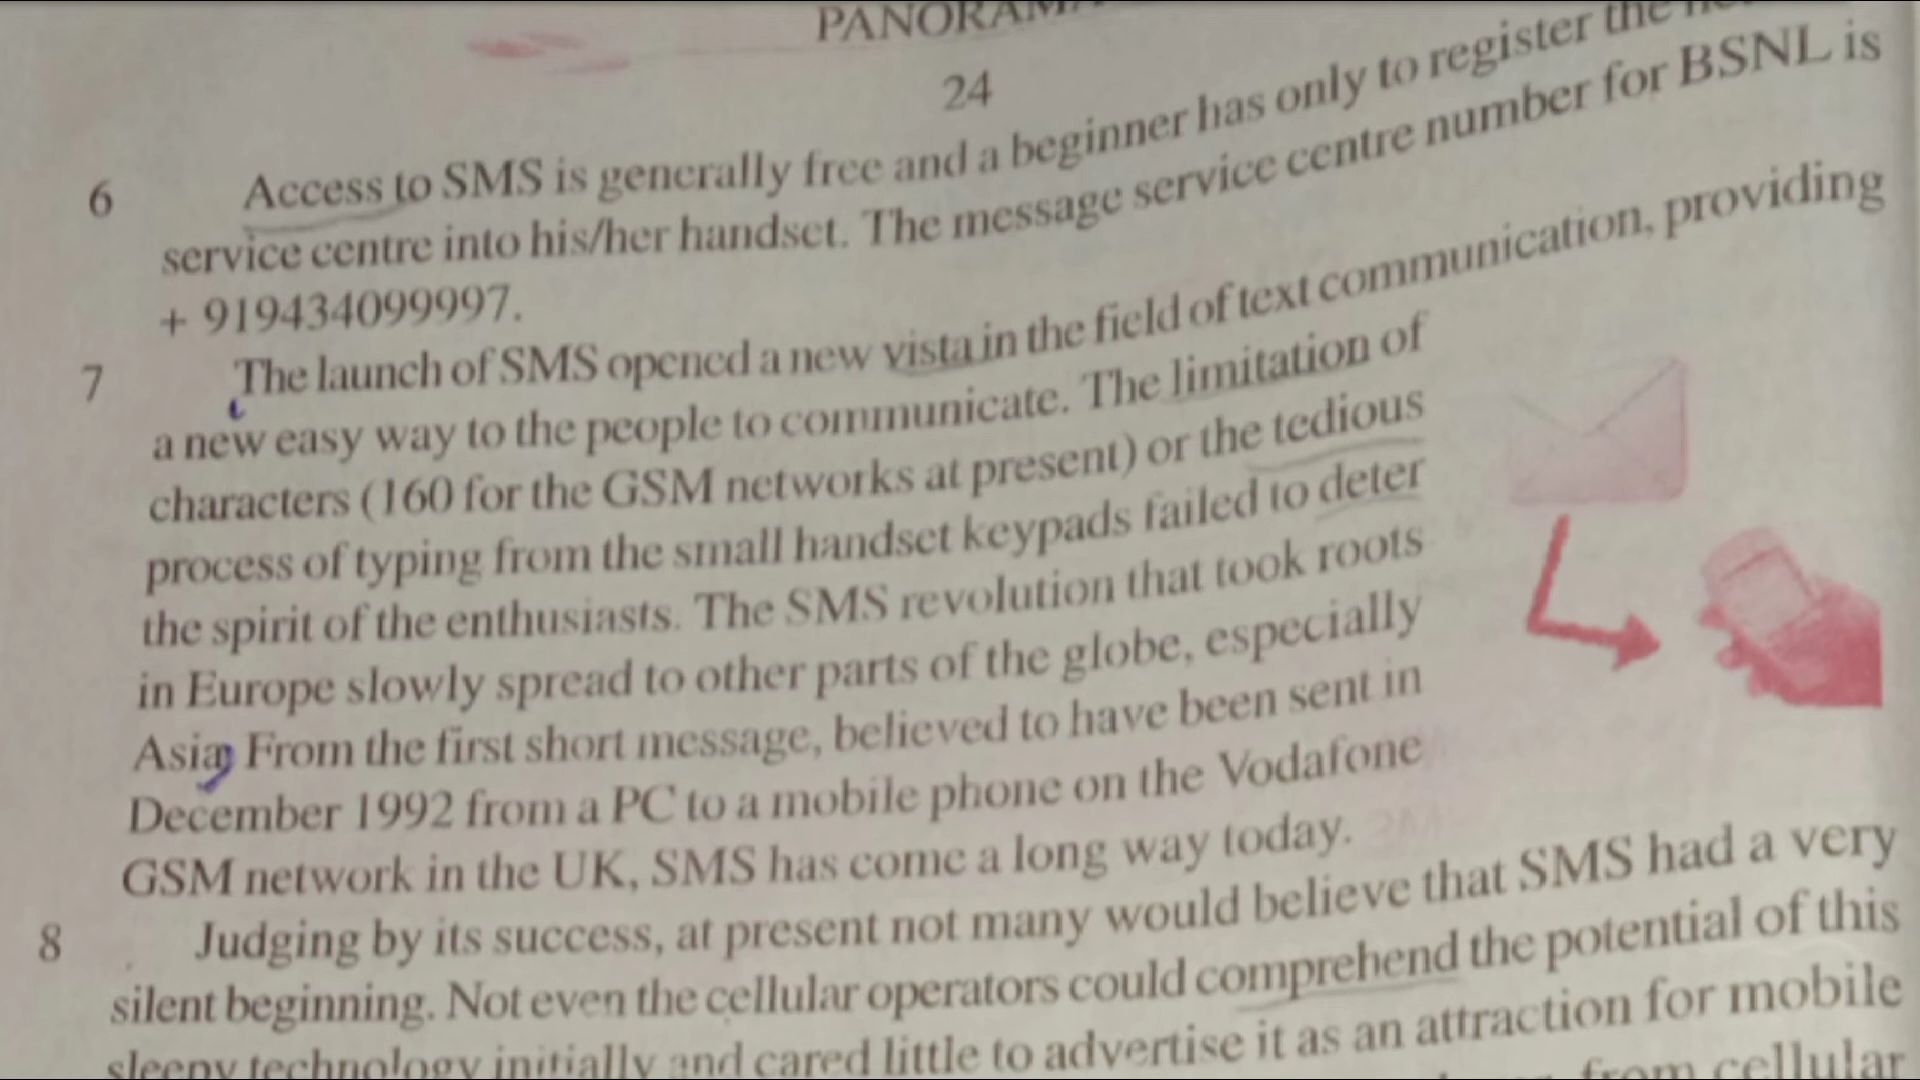 PANORAMA
24
6 Access to SMS is generally free and a beginner has only to register the
service centre into his/her handset. The message service centre number for BSNL is
+ 919434099997.
7 The launch of SMS opened a new vista in the field of text communication, providing
a new easy way to the people to communicate. The limitation of
characters (160 for the GSM networks at present) or the tedious
process of typing from the small handset keypads failed to deter
the spirit of the enthusiasts. The SMS revolution that took roots
in Europe slowly spread to other parts of the globe, especially
Asia, From the first short message, believed to have been sent in
December 1992 from a PC to a mobile phone on the Vodafone
GSM network in the UK, SMS has come a long way today.
8 Judging by its success, at present not many would believe that SMS had a very
silent beginning. Not even the cellular operators could comprehend the potential of this
sleepy technology initially and cared little to advertise it as an attraction for mobile
from cellular